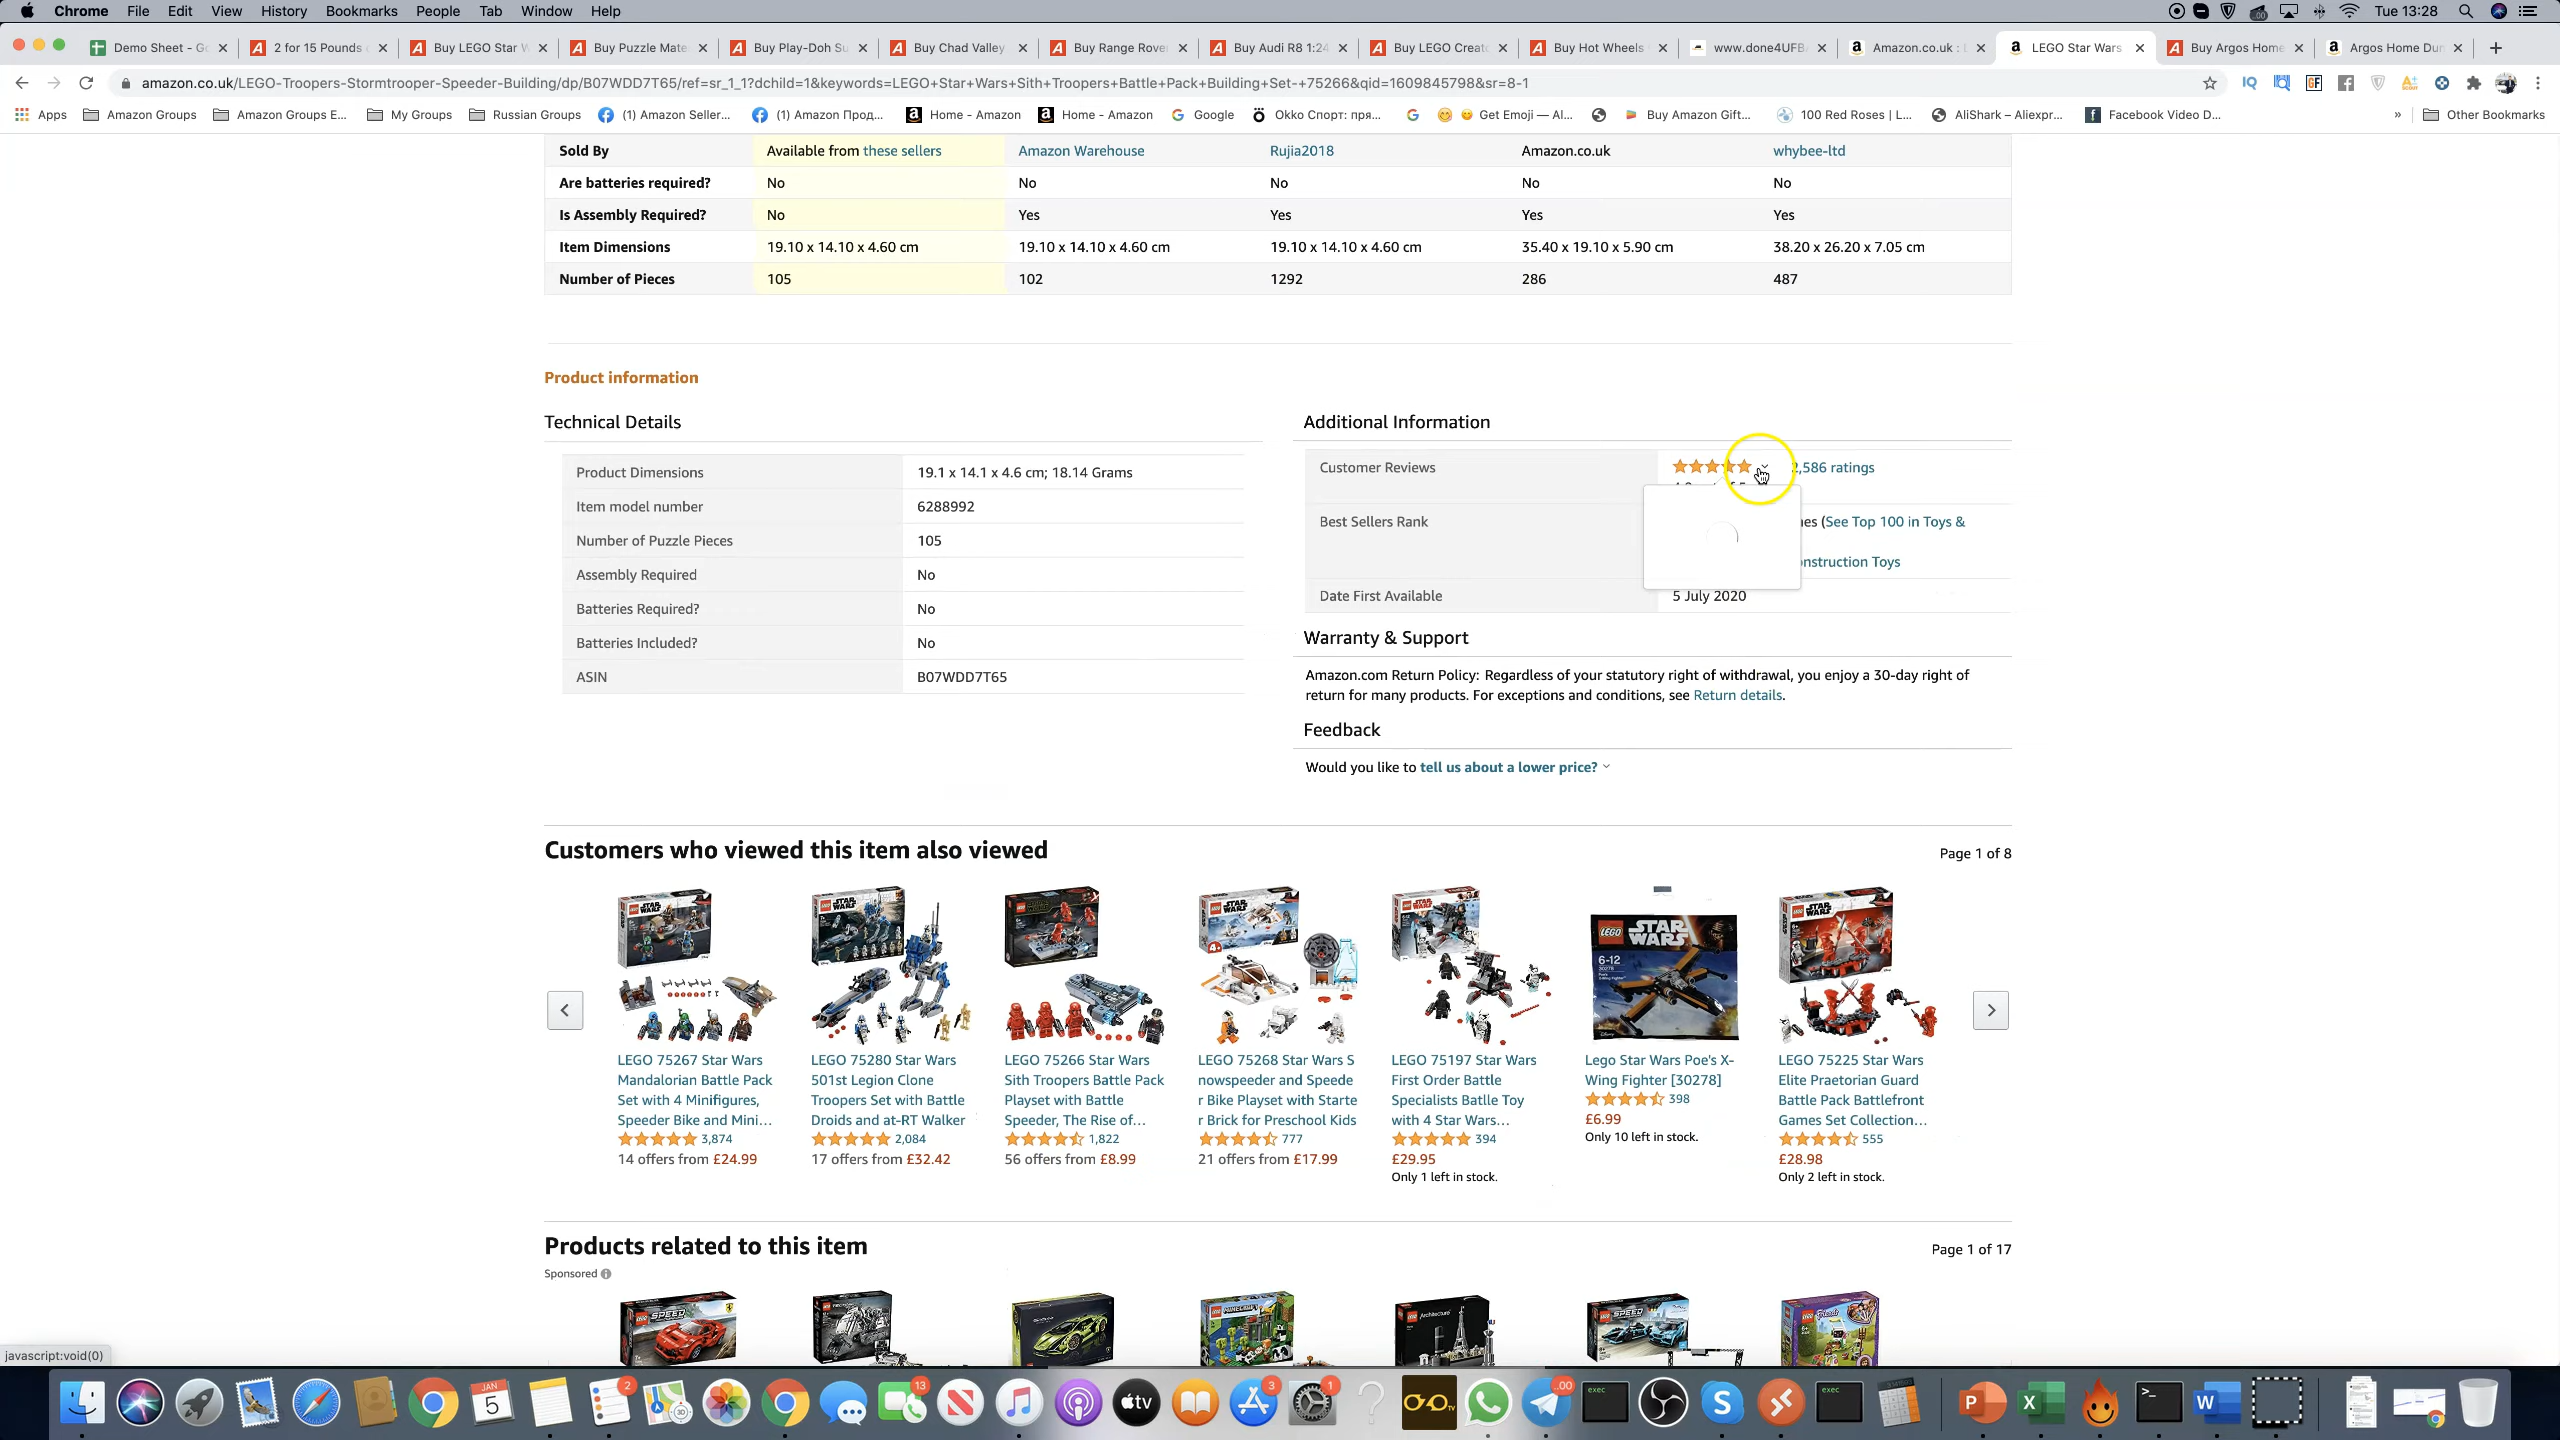 Chrome File Edit View History Bookmarks People Tab Window Help Tue 13:28
Demo Sheet - Go 2 for 15 Pounds Buy LEGO Star W Buy Puzzle Mate Buy Play-Doh Su Buy Chad Valley Buy Range Rove Buy Audi R8 1:24 Buy LEGO Creato Buy Hot Wheels www.done4UFBA Amazon.co.uk : L LEGO Star Wars Buy Argos Home Argos Home Dun
amazon.co.uk/LEGO-Troopers-Stormtrooper-Speeder-Building/dp/B07WDD7T65/ref=sr_1_1?dchild=1&keywords=LEGO+Star+Wars+Sith+Troopers+Battle+Pack+Building+Set-+75266&qid=1609845798&sr=8-1
Apps Amazon Groups Amazon Groups E... My Groups Russian Groups (1) Amazon Seller... (1) Amazon Прод... Home - Amazon Home - Amazon Google Okko Спорт: пря... Get Emoji — Al... Buy Amazon Gift... 100 Red Roses | L... AliShark – Aliexpr... Facebook Video D... » Other Bookmarks
Sold By Available from these sellers Amazon Warehouse Rujia2018 Amazon.co.uk whybee-ltd
Are batteries required? No No No No No
Is Assembly Required? No Yes Yes Yes Yes
Item Dimensions 19.10 x 14.10 x 4.60 cm 19.10 x 14.10 x 4.60 cm 19.10 x 14.10 x 4.60 cm 35.40 x 19.10 x 5.90 cm 38.20 x 26.20 x 7.05 cm
Number of Pieces 105 102 1292 286 487
Product information
Technical Details
Product Dimensions 19.1 x 14.1 x 4.6 cm; 18.14 Grams
Item model number 6288992
Number of Puzzle Pieces 105
Assembly Required No
Batteries Required? No
Batteries Included? No
ASIN B07WDD7T65
Additional Information
Customer Reviews 2,586 ratings
Best Sellers Rank (See Top 100 in Toys &
Construction Toys
Date First Available 5 July 2020
Warranty & Support
Amazon.com Return Policy: Regardless of your statutory right of withdrawal, you enjoy a 30-day right of
return for many products. For exceptions and conditions, see Return details.
Feedback
Would you like to tell us about a lower price?
Customers who viewed this item also viewed Page 1 of 8
LEGO 75267 Star Wars
Mandalorian Battle Pack
Set with 4 Minifigures,
Speeder Bike and Mini...
3,874
14 offers from £24.99
LEGO 75280 Star Wars
501st Legion Clone
Troopers Set with Battle
Droids and at-RT Walker
2,084
17 offers from £32.42
LEGO 75266 Star Wars
Sith Troopers Battle Pack
Playset with Battle
Speeder, The Rise of...
1,822
56 offers from £8.99
LEGO 75268 Star Wars S
nowspeeder and Speede
r Bike Playset with Starte
r Brick for Preschool Kids
777
21 offers from £17.99
LEGO 75197 Star Wars
First Order Battle
Specialists Batlle Toy
with 4 Star Wars...
394
£29.95
Only 1 left in stock.
LEGO STAR WARS
6-12
30278
Lego Star Wars Poe's X-
Wing Fighter [30278]
398
£6.99
Only 10 left in stock.
LEGO 75225 Star Wars
Elite Praetorian Guard
Battle Pack Battlefront
Games Set Collection...
555
£28.98
Only 2 left in stock.
Products related to this item Page 1 of 17
Sponsored
javascript:void(0)